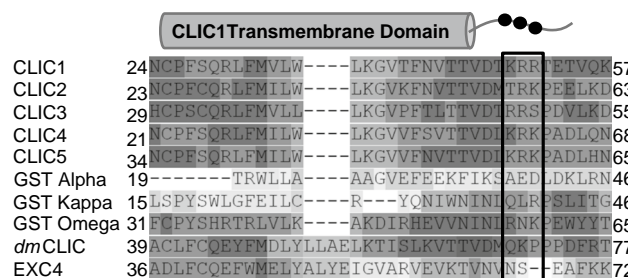 CLIC1Transmembrane Domain
CLIC1 24 NCPFSQRLFMVLW----LKGVTFNVTTVDTKRRTETVQK 57
CLIC2 23 NCPFCQRLFMILW----LKGVKFNVTTVDMTRKPEELKD 63
CLIC3 29 HCPSCQRLFMVLL----LKGVPFTLTTVDTRRSPDVLKD 53
CLIC4 21 NCPFSQRLFMILW----LKGVVFSVTTVDLKRKPADLQN 68
CLIC5 34 NCPFSQRLFMILW----LKGVVFNVTTVDLKRKPADLHN 65
GST Alpha 19 -------TRWLLA----AAGVEFEEKFIKSAEDLDKLRN 46
GST Kappa 15 LSPYSWLGFEILC----R---YQNIWNINLQLRPSLITG 46
GST Omega 31 FCPYSHRTRLVLK----AKDIRHEVVNINLRNKPEWYYT 65
dmCLIC 39 ACLFCQEYFMDLYLLAELKTISLKVTTVDMQKPPPDFRT 77
EXC4 36 ADLFCQEFWMELYALYEIGVARVEVKTVNVNS--EAFKK 72